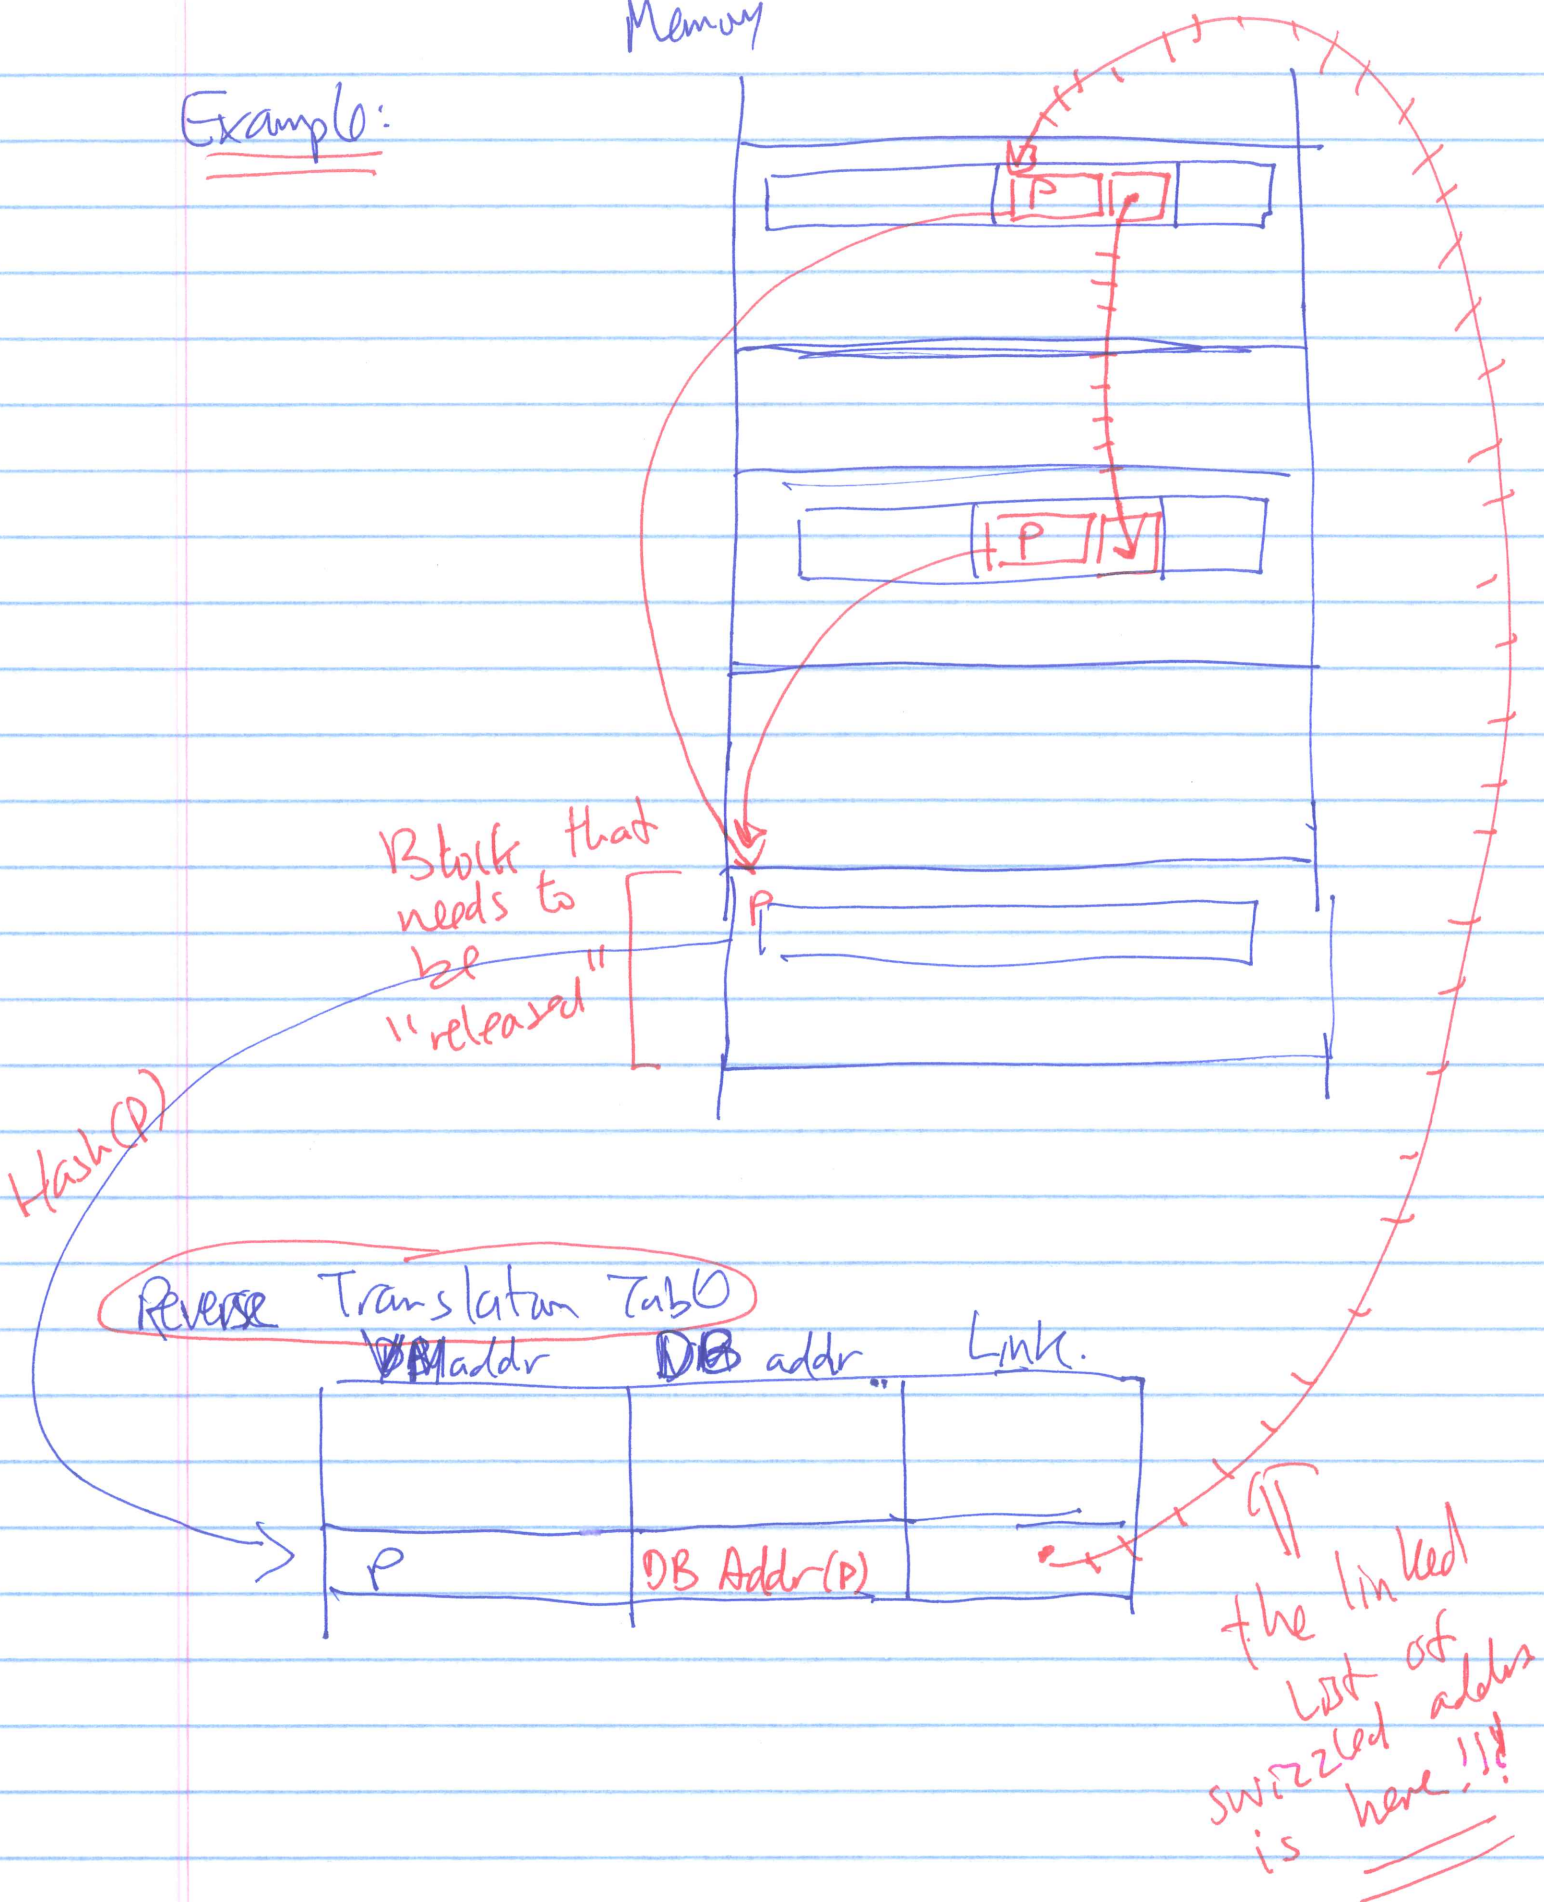 Memory
Example:
P
P
Block that
needs to
be
"released"
P
Hash(P)
Reverse Translation Table
VM addr DB addr Link.
P DB Addr(P)
the linked
list of
swizzled address
is here!!!